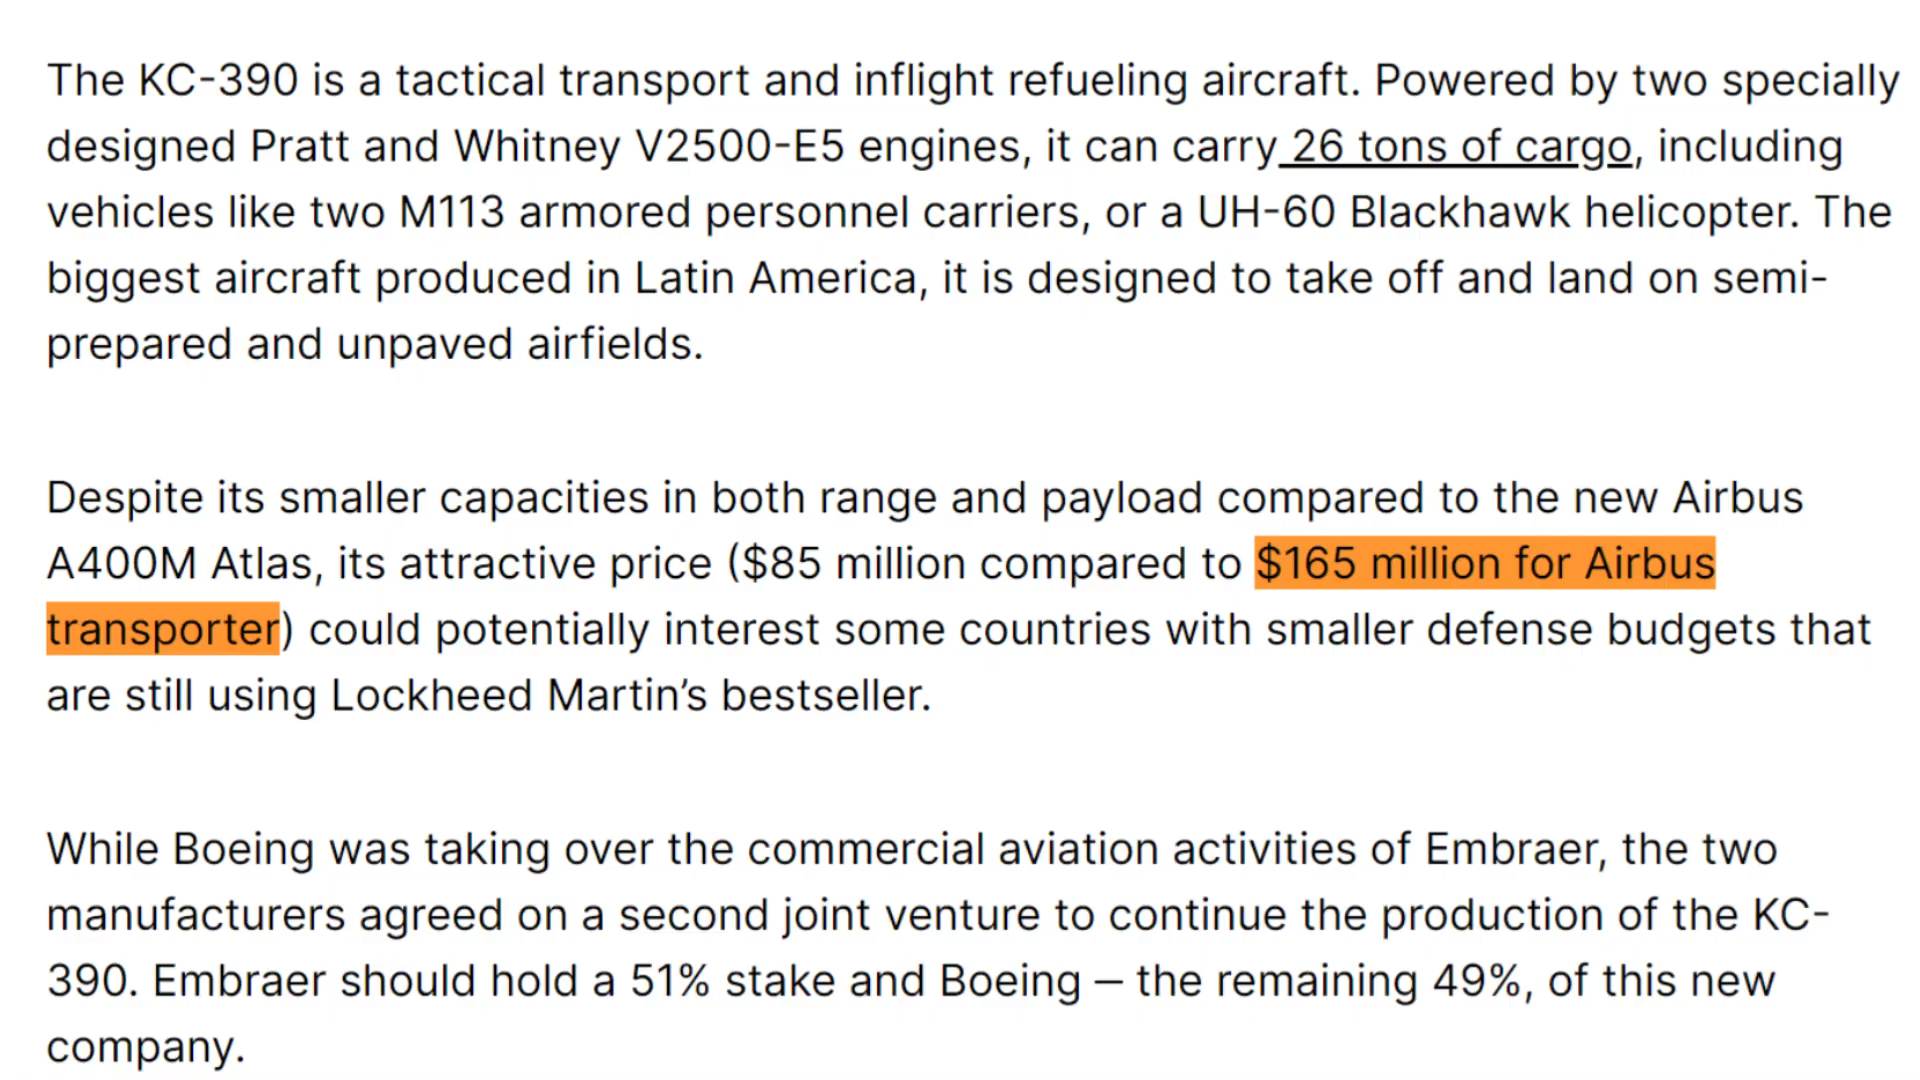 The KC-390 is a tactical transport and inflight refueling aircraft. Powered by two specially
designed Pratt and Whitney V2500-E5 engines, it can carry 26 tons of cargo, including
vehicles like two M113 armored personnel carriers, or a UH-60 Blackhawk helicopter. The
biggest aircraft produced in Latin America, it is designed to take off and land on semi-
prepared and unpaved airfields.
Despite its smaller capacities in both range and payload compared to the new Airbus
A400M Atlas, its attractive price ($85 million compared to $165 million for Airbus
transporter) could potentially interest some countries with smaller defense budgets that
are still using Lockheed Martin’s bestseller.
While Boeing was taking over the commercial aviation activities of Embraer, the two
manufacturers agreed on a second joint venture to continue the production of the KC-
390. Embraer should hold a 51% stake and Boeing – the remaining 49%, of this new
company.